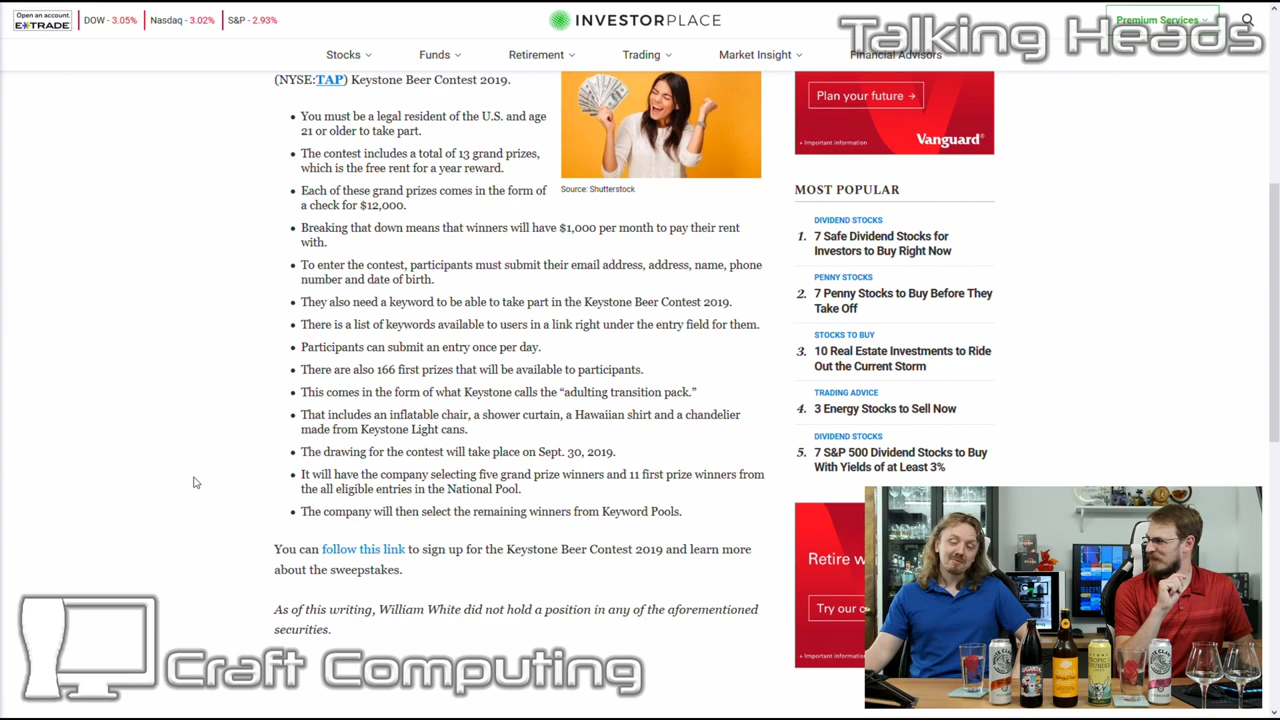 Open an account.
E*TRADE
DOW - 3.05%
Nasdaq - 3.02%
S&P - 2.93%
INVESTORPLACE
Premium Services
Talking Heads
Stocks
Funds
Retirement
Trading
Market Insight
Financial Advisors
(NYSE:TAP) Keystone Beer Contest 2019.
You must be a legal resident of the U.S. and age
21 or older to take part.
The contest includes a total of 13 grand prizes,
which is the free rent for a year reward.
Each of these grand prizes comes in the form of
a check for $12,000.
Breaking that down means that winners will have $1,000 per month to pay their rent
with.
To enter the contest, participants must submit their email address, address, name, phone
number and date of birth.
They also need a keyword to be able to take part in the Keystone Beer Contest 2019.
There is a list of keywords available to users in a link right under the entry field for them.
Participants can submit an entry once per day.
There are also 166 first prizes that will be available to participants.
This comes in the form of what Keystone calls the “adulting transition pack.”
That includes an inflatable chair, a shower curtain, a Hawaiian shirt and a chandelier
made from Keystone Light cans.
The drawing for the contest will take place on Sept. 30, 2019.
It will have the company selecting five grand prize winners and 11 first prize winners from
the all eligible entries in the National Pool.
The company will then select the remaining winners from Keyword Pools.
You can follow this link to sign up for the Keystone Beer Contest 2019 and learn more
about the sweepstakes.
As of this writing, William White did not hold a position in any of the aforementioned
securities.
Source: Shutterstock
Plan your future →
+ Important information
Vanguard®
MOST POPULAR
DIVIDEND STOCKS
1. 7 Safe Dividend Stocks for
Investors to Buy Right Now
PENNY STOCKS
2. 7 Penny Stocks to Buy Before They
Take Off
STOCKS TO BUY
3. 10 Real Estate Investments to Ride
Out the Current Storm
TRADING ADVICE
4. 3 Energy Stocks to Sell Now
DIVIDEND STOCKS
5. 7 S&P 500 Dividend Stocks to Buy
With Yields of at Least 3%
Retire w
Try our
+ Important information
Craft Computing